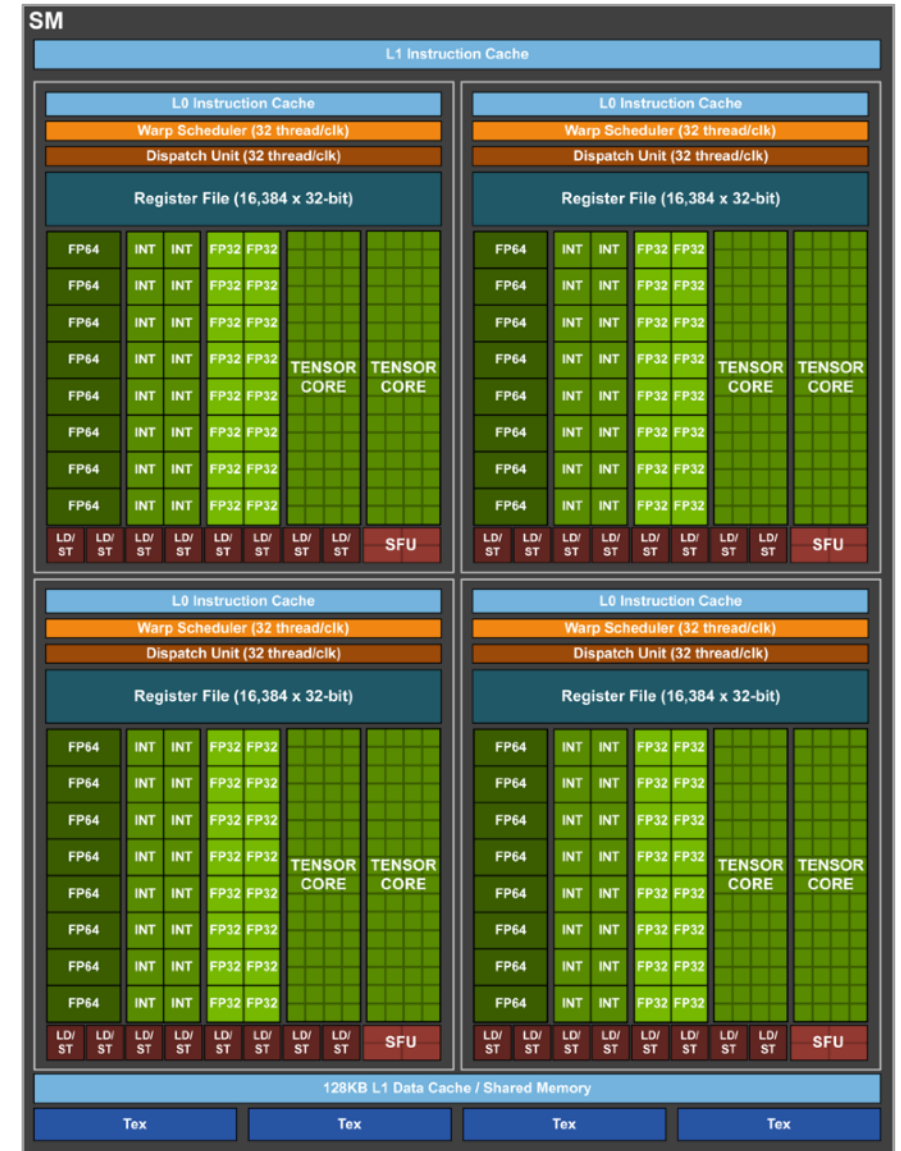 SM
L1 Instruction Cache
L0 Instruction Cache
Warp Scheduler (32 thread/clk)
Dispatch Unit (32 thread/clk)
Register File (16,384 x 32-bit)
FP64 INT INT FP32 FP32
FP64 INT INT FP32 FP32
FP64 INT INT FP32 FP32
FP64 INT INT FP32 FP32
FP64 INT INT FP32 FP32
FP64 INT INT FP32 FP32
FP64 INT INT FP32 FP32
FP64 INT INT FP32 FP32
TENSOR TENSOR
CORE CORE
LD/ LD/ LD/ LD/ LD/ LD/ LD/ LD/
ST ST ST ST ST ST ST ST
SFU
L0 Instruction Cache
Warp Scheduler (32 thread/clk)
Dispatch Unit (32 thread/clk)
Register File (16,384 x 32-bit)
FP64 INT INT FP32 FP32
FP64 INT INT FP32 FP32
FP64 INT INT FP32 FP32
FP64 INT INT FP32 FP32
FP64 INT INT FP32 FP32
FP64 INT INT FP32 FP32
FP64 INT INT FP32 FP32
FP64 INT INT FP32 FP32
TENSOR TENSOR
CORE CORE
LD/ LD/ LD/ LD/ LD/ LD/ LD/ LD/
ST ST ST ST ST ST ST ST
SFU
L0 Instruction Cache
Warp Scheduler (32 thread/clk)
Dispatch Unit (32 thread/clk)
Register File (16,384 x 32-bit)
FP64 INT INT FP32 FP32
FP64 INT INT FP32 FP32
FP64 INT INT FP32 FP32
FP64 INT INT FP32 FP32
FP64 INT INT FP32 FP32
FP64 INT INT FP32 FP32
FP64 INT INT FP32 FP32
FP64 INT INT FP32 FP32
TENSOR TENSOR
CORE CORE
LD/ LD/ LD/ LD/ LD/ LD/ LD/ LD/
ST ST ST ST ST ST ST ST
SFU
L0 Instruction Cache
Warp Scheduler (32 thread/clk)
Dispatch Unit (32 thread/clk)
Register File (16,384 x 32-bit)
FP64 INT INT FP32 FP32
FP64 INT INT FP32 FP32
FP64 INT INT FP32 FP32
FP64 INT INT FP32 FP32
FP64 INT INT FP32 FP32
FP64 INT INT FP32 FP32
FP64 INT INT FP32 FP32
FP64 INT INT FP32 FP32
TENSOR TENSOR
CORE CORE
LD/ LD/ LD/ LD/ LD/ LD/ LD/ LD/
ST ST ST ST ST ST ST ST
SFU
128KB L1 Data Cache / Shared Memory
Tex Tex Tex Tex